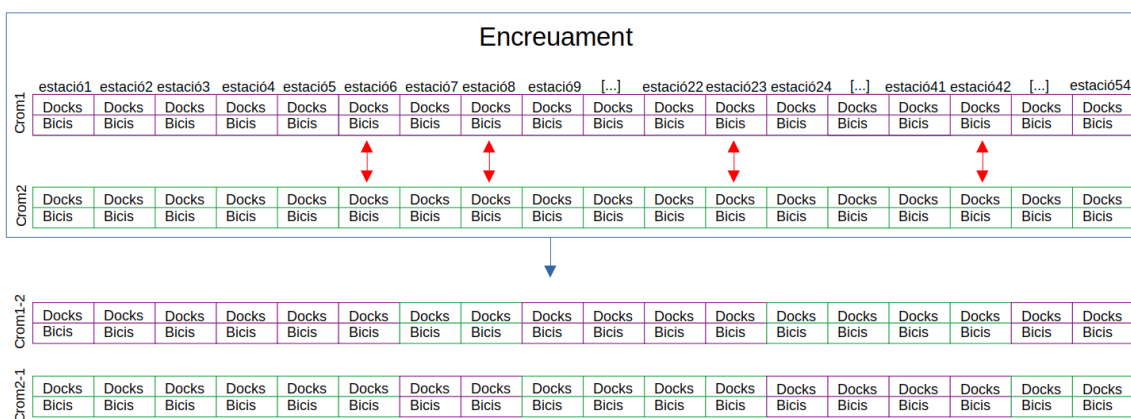 Encreuament
estació1 estació2 estació3 estació4 estació5 estació6 estació7 estació8 estació9 [...] estació22 estació23 estació24 [...] estació41 estació42 [...] estació54
Crom1
Docks Docks Docks Docks Docks Docks Docks Docks Docks Docks Docks Docks Docks Docks Docks Docks Docks Docks
Bicis Bicis Bicis Bicis Bicis Bicis Bicis Bicis Bicis Bicis Bicis Bicis Bicis Bicis Bicis Bicis Bicis Bicis
Crom2
Docks Docks Docks Docks Docks Docks Docks Docks Docks Docks Docks Docks Docks Docks Docks Docks Docks Docks
Bicis Bicis Bicis Bicis Bicis Bicis Bicis Bicis Bicis Bicis Bicis Bicis Bicis Bicis Bicis Bicis Bicis Bicis
Crom1-2
Docks Docks Docks Docks Docks Docks Docks Docks Docks Docks Docks Docks Docks Docks Docks Docks Docks Docks
Bicis Bicis Bicis Bicis Bicis Bicis Bicis Bicis Bicis Bicis Bicis Bicis Bicis Bicis Bicis Bicis Bicis Bicis
Crom2-1
Docks Docks Docks Docks Docks Docks Docks Docks Docks Docks Docks Docks Docks Docks Docks Docks Docks Docks
Bicis Bicis Bicis Bicis Bicis Bicis Bicis Bicis Bicis Bicis Bicis Bicis Bicis Bicis Bicis Bicis Bicis Bicis